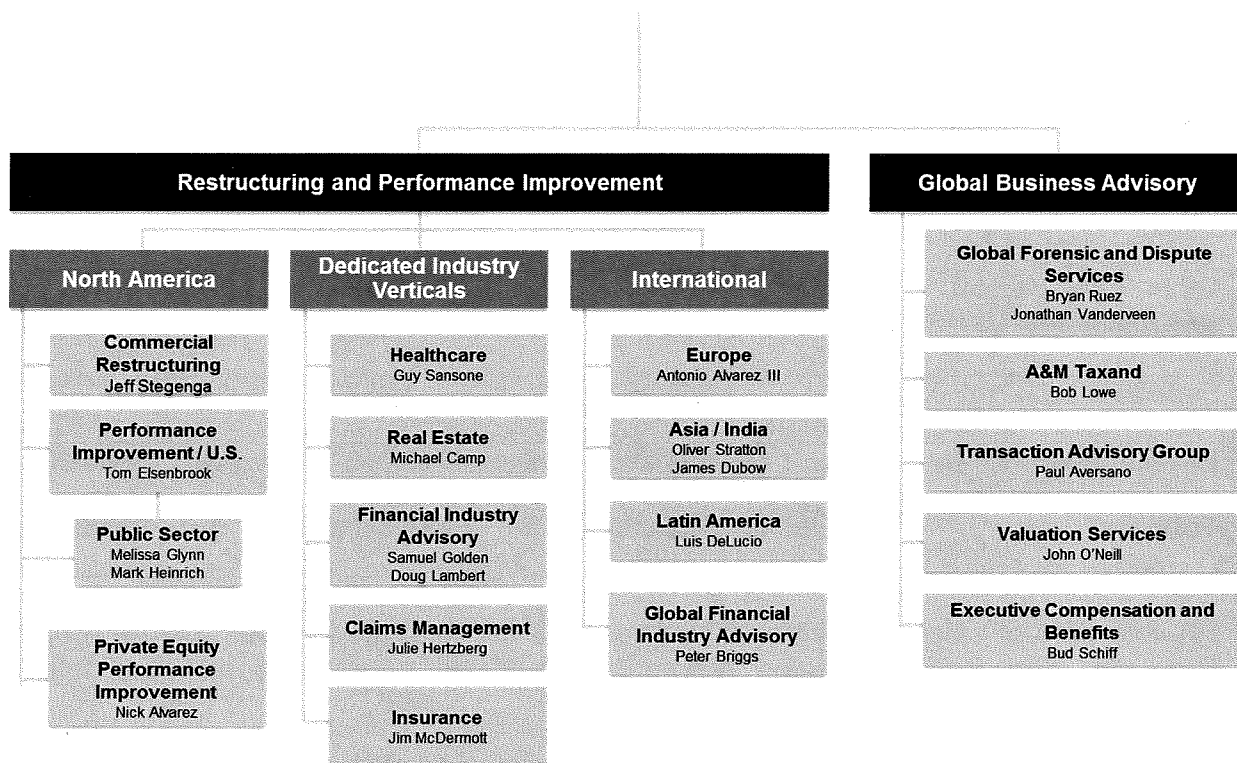 Restructuring and Performance Improvement
North America
Commercial
Restructuring
Jeff Stegenga
Performance
Improvement / U.S.
Tom Elsenbrook
Public Sector
Melissa Glynn
Mark Heinrich
Private Equity
Performance
Improvement
Nick Alvarez
Dedicated Industry
Verticals
Healthcare
Guy Sansone
Real Estate
Michael Camp
Financial Industry
Advisory
Samuel Golden
Doug Lambert
Claims Management
Julie Hertzberg
Insurance
Jim McDermott
International
Europe
Antonio Alvarez III
Asia / India
Oliver Stratton
James Dubow
Latin America
Luis DeLucio
Global Financial
Industry Advisory
Peter Briggs
Global Business Advisory
Global Forensic and Dispute
Services
Bryan Ruez
Jonathan Vanderveen
A&M Taxand
Bob Lowe
Transaction Advisory Group
Paul Aversano
Valuation Services
John O'Neill
Executive Compensation and
Benefits
Bud Schiff